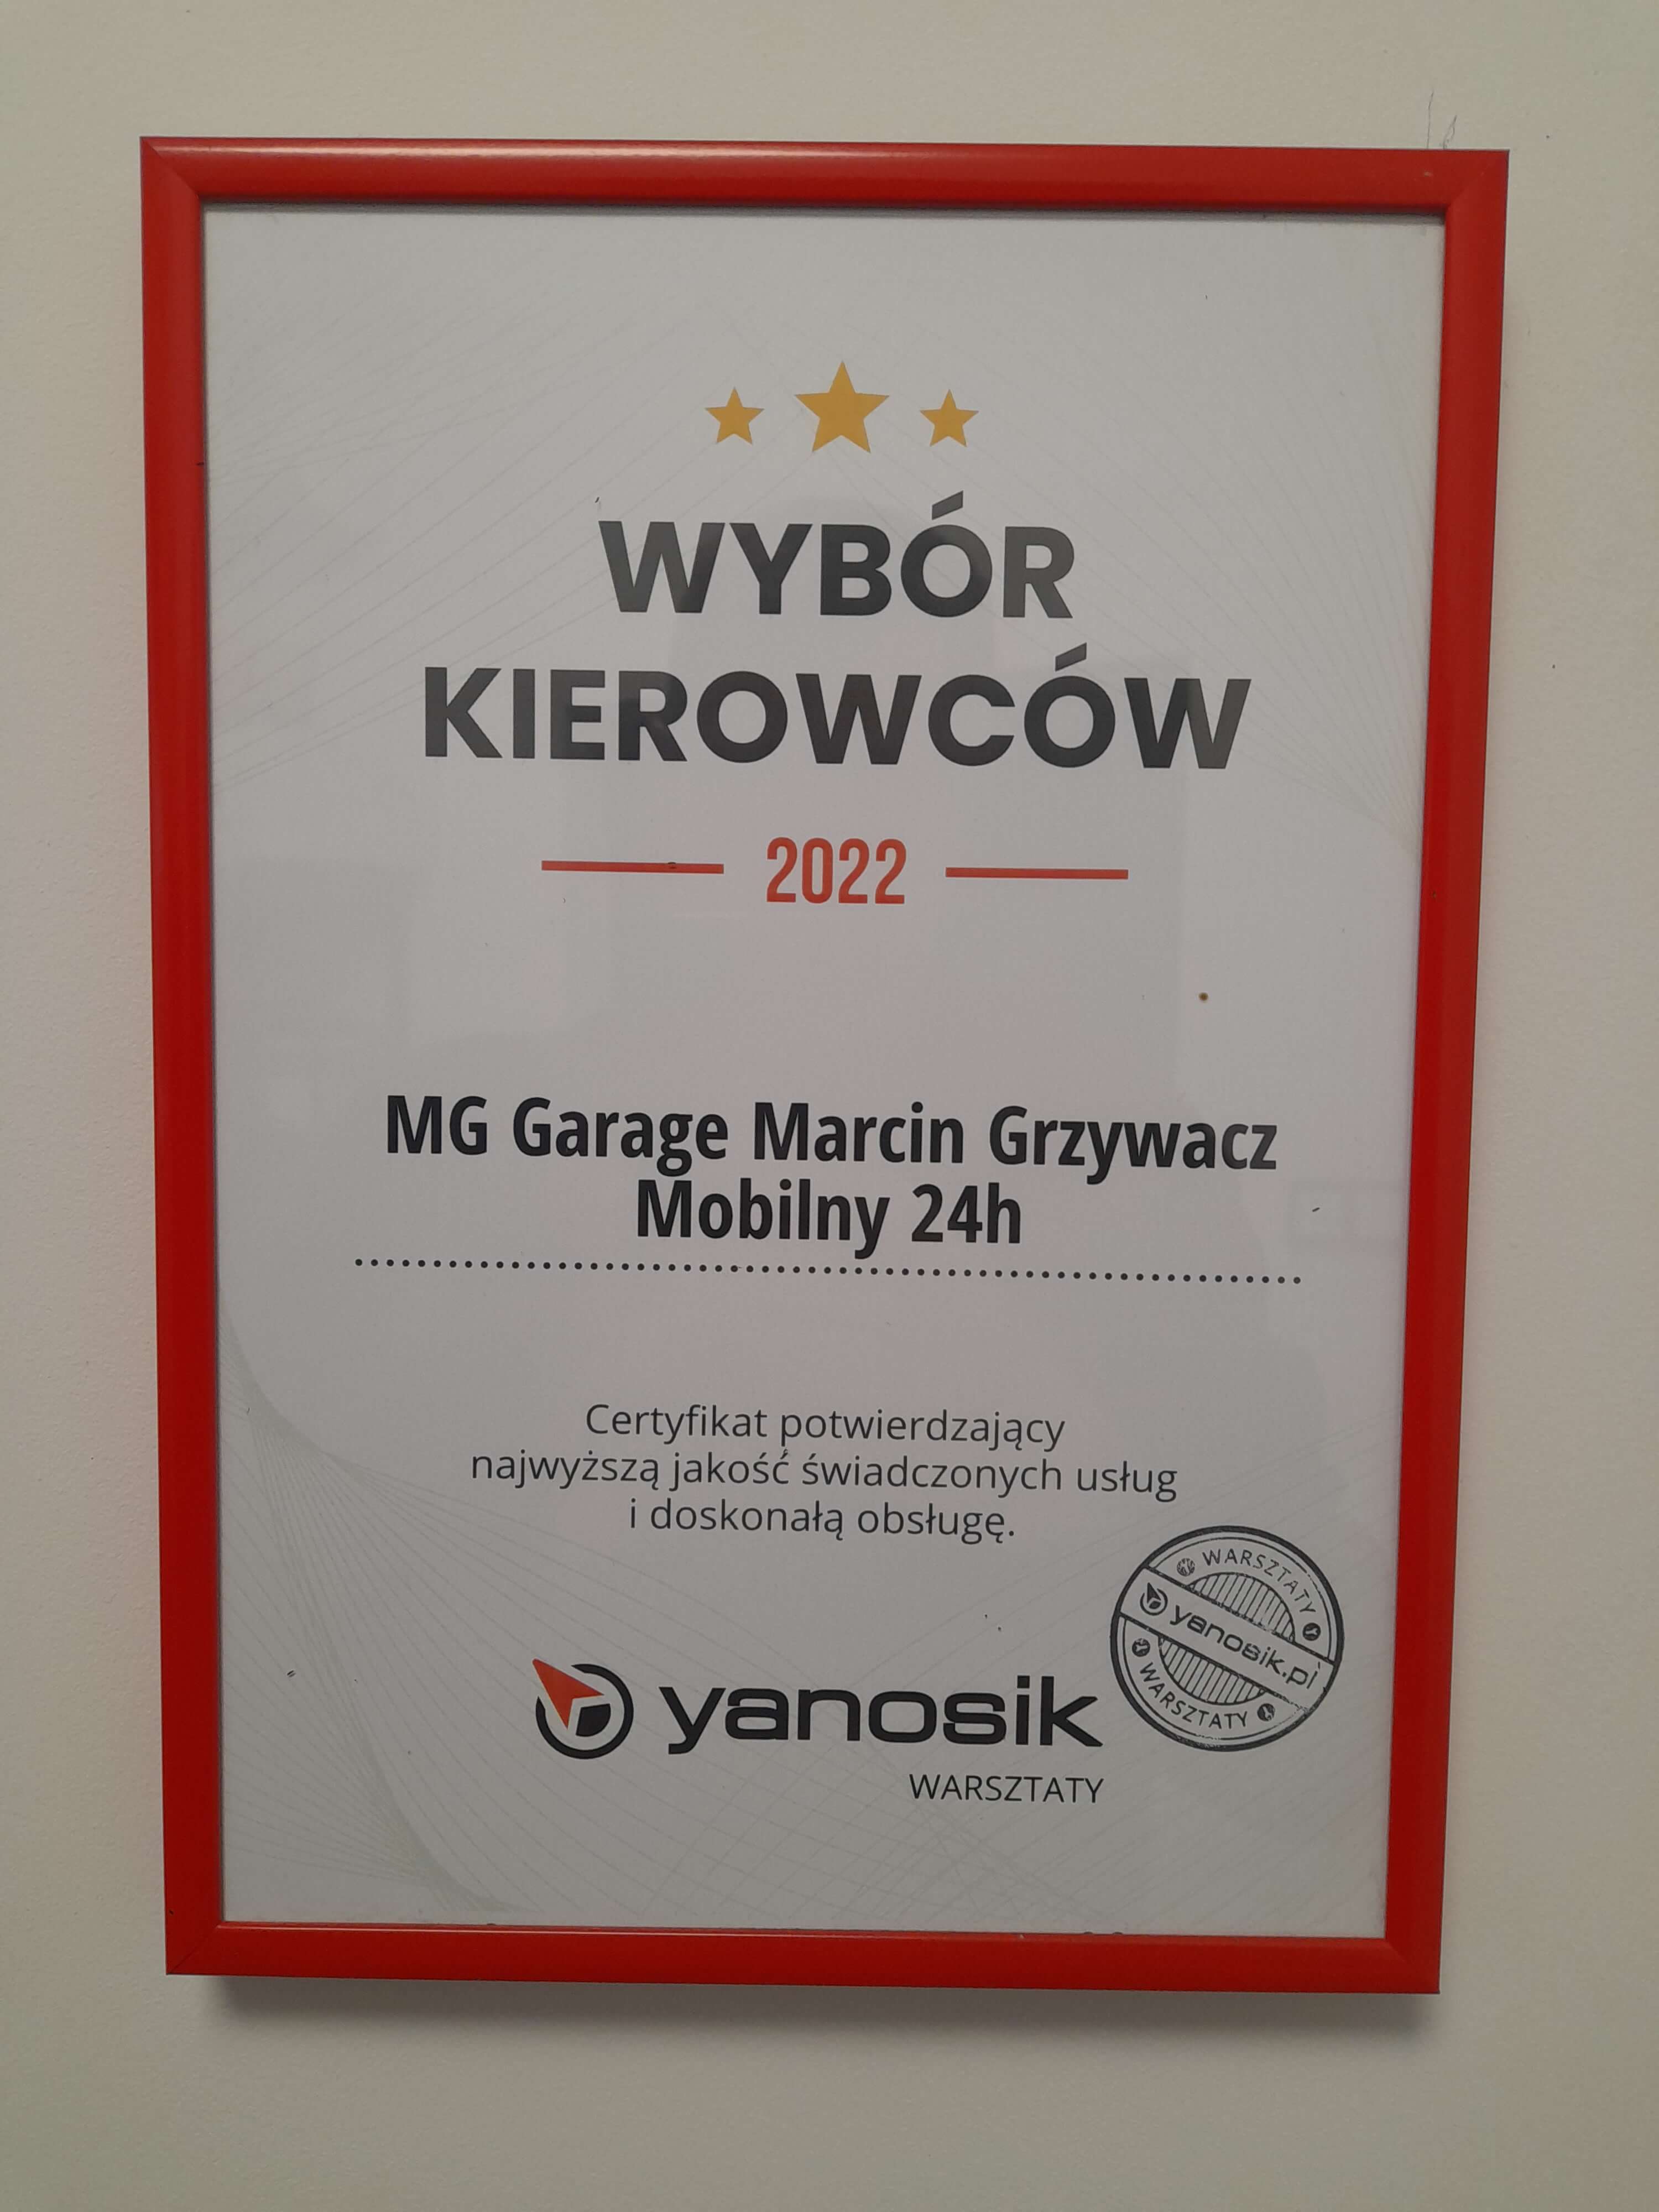 WYBÓR
KIEROWCÓW
2022
MG Garage Marcin Grzywacz
Mobilny 24h
Certyfikat potwierdzający
najwyższą jakość świadczonych usług
i doskonałą obsługę.
WARSZTATY
yanosik.pl
WARSZTATY
yanosik
WARSZTATY